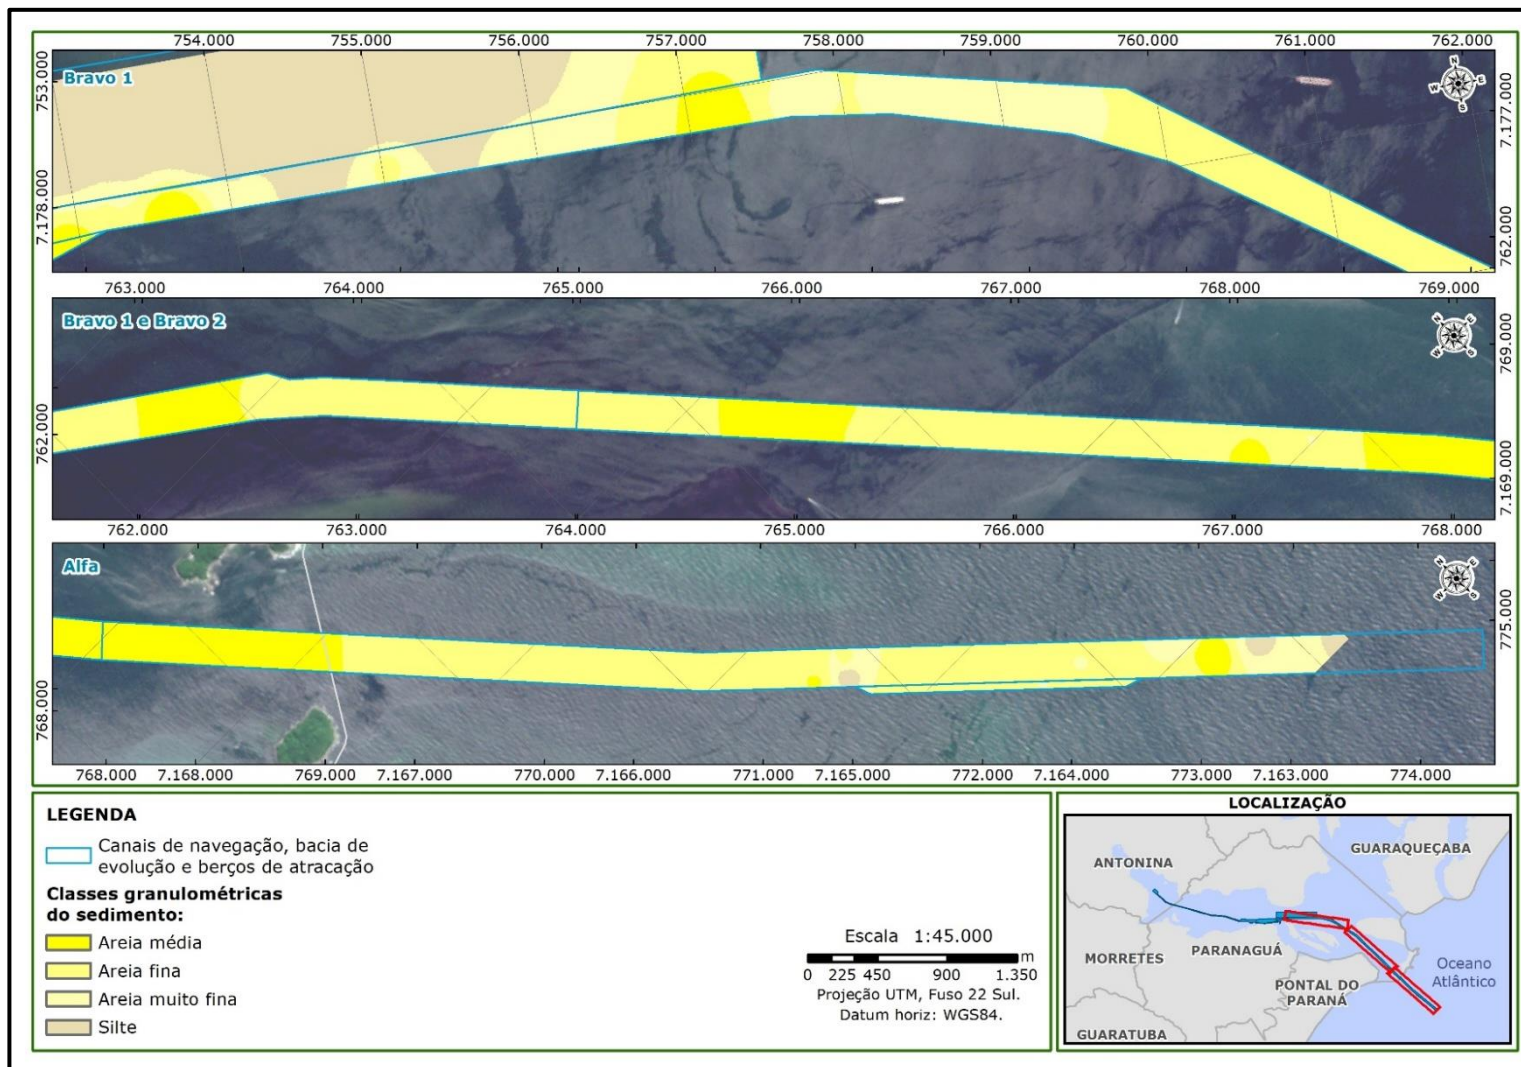 754.000 755.000 756.000 757.000 758.000 759.000 760.000 761.000 762.000
753.000
Bravo 1
N
W E
S
7.177.000
7.178.000
762.000
763.000 764.000 765.000 766.000 767.000 768.000 769.000
Bravo 1 e Bravo 2
N E
W S
769.000
762.000
7.169.000
762.000 763.000 764.000 765.000 766.000 767.000 768.000
Alfa
N E
W S
775.000
768.000
768.000 7.168.000 769.000 7.167.000 770.000 7.166.000 771.000 7.165.000 772.000 7.164.000 773.000 7.163.000 774.000
LEGENDA
Canais de navegação, bacia de
evolução e berços de atracação
Classes granulométricas
do sedimento:
Areia média
Areia fina
Areia muito fina
Silte
Escala 1:45.000
m
0 225 450 900 1.350
Projeção UTM, Fuso 22 Sul.
Datum horiz: WGS84.
LOCALIZAÇÃO
GUARAQUEÇABA
ANTONINA
PARANAGUÁ
MORRETES
Oceano
Atlântico
PONTAL DO
PARANÁ
GUARATUBA